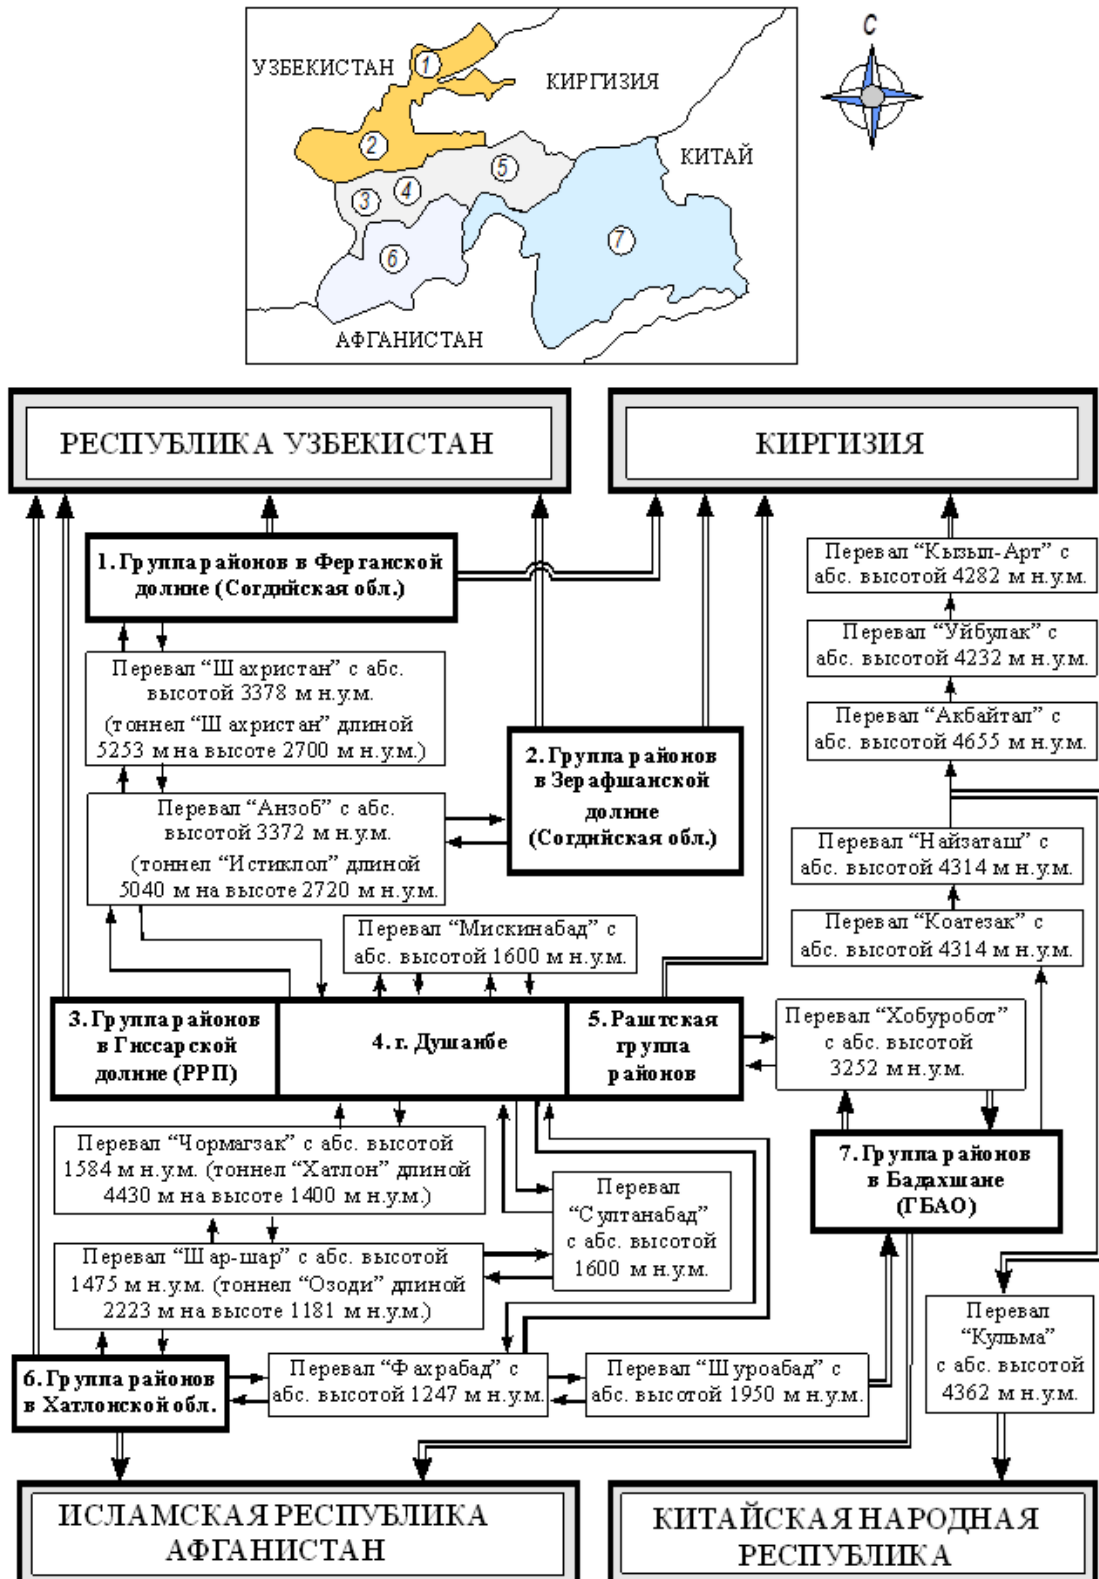 С
УЗБЕКИСТАН
КИРГИЗИЯ
КИТАЙ
АФГАНИСТАН
1
2
3
4
5
6
7
РЕСПУБЛИКА УЗБЕКИСТАН
КИРГИЗИЯ
1. Группа районов в Ферганской
долине (Согдийская обл.)
Перевал “Кызыл-Арт” с
абс. высотой 4282 м н.у.м.
Перевал “Уйбулак” с
абс. высотой 4232 м н.у.м.
Перевал “Шахристан” с абс.
высотой 3378 м н.у.м.
(тоннел “Шахристан” длиной
5253 м на высоте 2700 м н.у.м.)
Перевал “Акбайтал” с
абс. высотой 4655 м н.у.м.
2. Группа районов
в Зерафшанской
долине
(Согдийская обл.)
Перевал “Анзоб” с абс.
высотой 3372 м н.у.м.
(тоннел “Истиклол” длиной
5040 м на высоте 2720 м н.у.м.
Перевал “Найзаташ” с
абс. высотой 4314 м н.у.м.
Перевал “Коатезак” с
абс. высотой 4314 м н.у.м.
Перевал “Мискинабад” с
абс. высотой 1600 м н.у.м.
3. Группа районов
в Гиссарской
долине (РРП)
4. г. Душанбе
5. Раштская
группа
районов
Перевал “Хобуробот”
с абс. высотой
3252 м н.у.м.
Перевал “Чормагзак” с абс. высотой
1584 м н.у.м. (тоннел “Хатлон” длиной
4430 м на высоте 1400 м н.у.м.)
7. Группа районов
в Бадахшане
(ГБАО)
Перевал
“Султанабад”
с абс. высотой
1600 м н.у.м.
Перевал “Шар-шар” с абс. высотой
1475 м н.у.м. (тоннел “Озоди” длиной
2223 м на высоте 1181 м н.у.м.)
Перевал
“Кульма”
с абс. высотой
4362 м н.у.м.
6. Группа районов
в Хатлонской обл.
Перевал “Фахрабад” с
абс. высотой 1247 м н.у.м.
Перевал “Шуроабад” с
абс. высотой 1950 м н.у.м.
ИСЛАМСКАЯ РЕСПУБЛИКА
АФГАНИСТАН
КИТАЙСКАЯ НАРОДНАЯ
РЕСПУБЛИКА